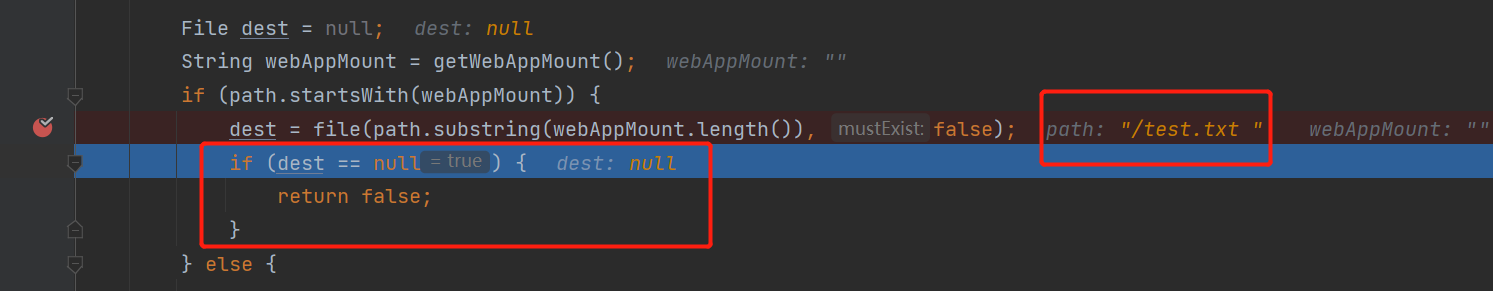 File dest = null; dest: null
String webAppMount = getWebAppMount(); webAppMount: ""
if (path.startsWith(webAppMount)) {
dest = file(path.substring(webAppMount.length()), mustExist: false); path: "/test.txt " webAppMount: ""
if (dest == null = true ) { dest: null
return false;
}
} else {